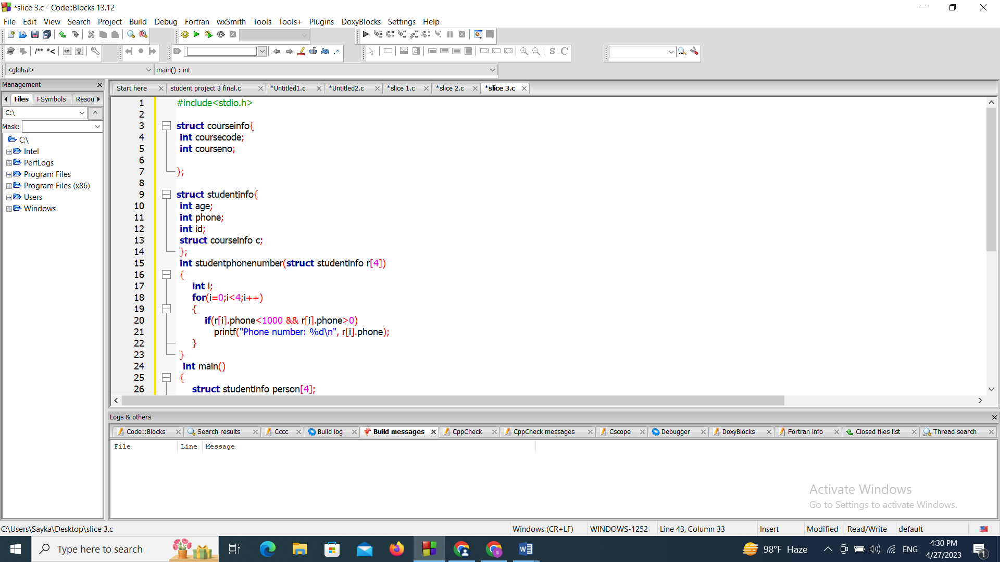 *slice 3.c - Code::Blocks 13.12
File Edit View Search Project Build Debug Fortran wxSmith Tools Tools+ Plugins DoxyBlocks Settings Help
/** *<
S C
<global> main() : int
Management
Start here student project 3 final.c *Untitled1.c *Untitled2.c *slice 1.c *slice 2.c *slice 3.c
Files FSymbols Resou
C:\
Mask:
C:\
Intel
PerfLogs
Program Files
Program Files (x86)
Users
Windows
1 #include<stdio.h>
2
3 struct courseinfo{
4 int coursecode;
5 int courseno;
6
7 };
8
9 struct studentinfo{
10 int age;
11 int phone;
12 int id;
13 struct courseinfo c;
14 };
15 int studentphonenumber(struct studentinfo r[4])
16 {
17 int i;
18 for(i=0;i<4;i++)
19 {
20 if(r[i].phone<1000 && r[i].phone>0)
21 printf("Phone number: %d\n", r[i].phone);
22 }
23 }
24 int main()
25 {
26 struct studentinfo person[4];
Logs & others
Code::Blocks Search results Cccc Build log Build messages CppCheck CppCheck messages Cscope Debugger DoxyBlocks Fortran info Closed files list Thread search
File Line Message
Activate Windows
Go to Settings to activate Windows.
C:\Users\Sayka\Desktop\slice 3.c Windows (CR+LF) WINDOWS-1252 Line 43, Column 33 Insert Modified Read/Write default
Type here to search
98°F Haze ENG 4:30 PM
4/27/2023
1